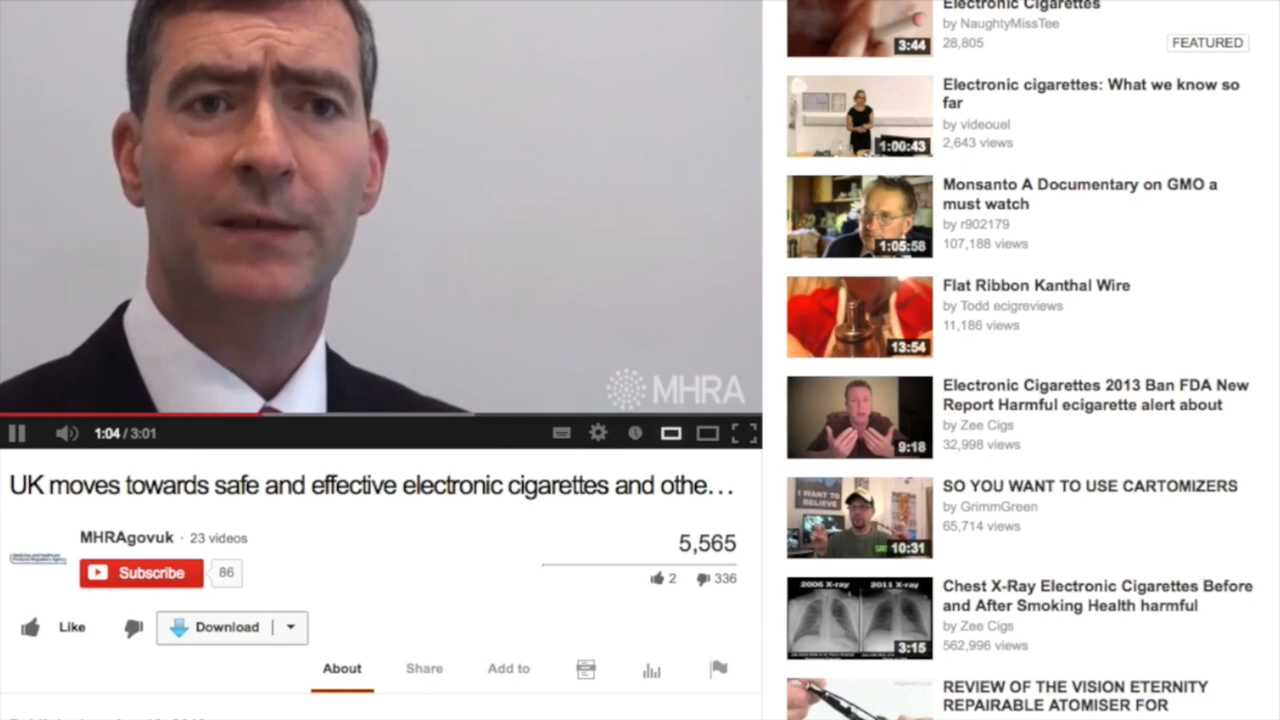 MHRA
1:04 / 3:01
UK moves towards safe and effective electronic cigarettes and othe...
MHRAgovuk · 23 videos
Subscribe
86
5,565
2
336
Like
Download
About
Share
Add to
Electronic Cigarettes
by NaughtyMissTee
28,805
FEATURED
3:44
Electronic cigarettes: What we know so
far
by videouel
2,643 views
1:00:43
Monsanto A Documentary on GMO a
must watch
by r902179
107,188 views
1:05:58
Flat Ribbon Kanthal Wire
by Todd ecigreviews
11,186 views
13:54
Electronic Cigarettes 2013 Ban FDA New
Report Harmful ecigarette alert about
by Zee Cigs
32,998 views
9:18
SO YOU WANT TO USE CARTOMIZERS
by GrimmGreen
65,714 views
I WANT TO
BELIEVE
10:31
Chest X-Ray Electronic Cigarettes Before
and After Smoking Health harmful
by Zee Cigs
562,996 views
2006 X-ray
2011 X-ray
3:15
REVIEW OF THE VISION ETERNITY
REPAIRABLE ATOMISER FOR